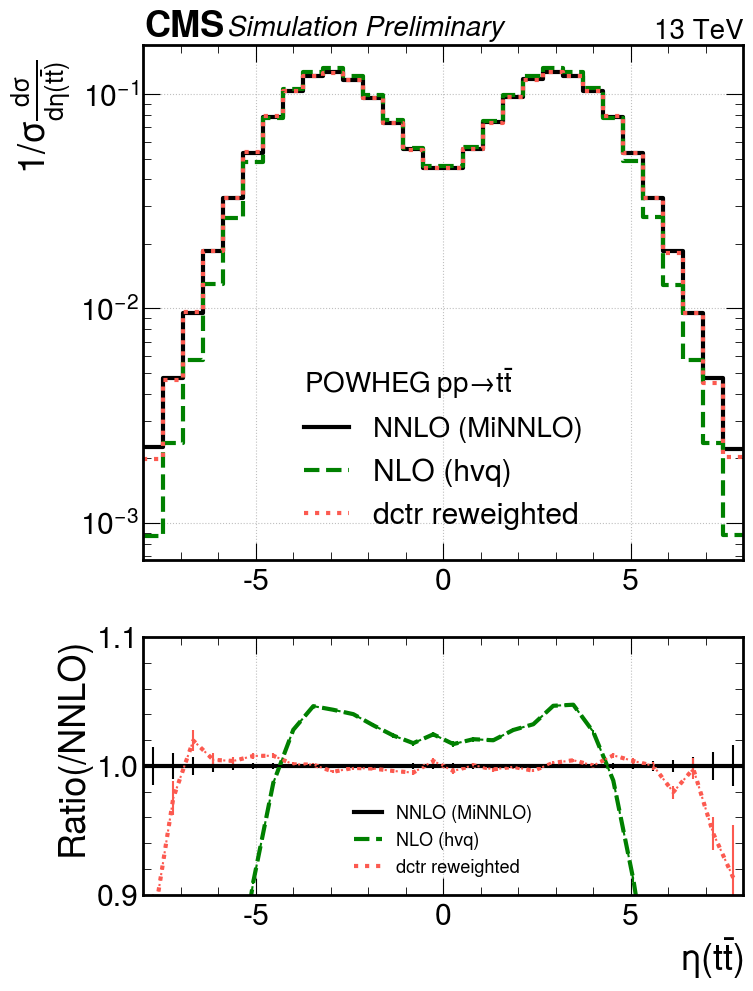 CMS Simulation Preliminary 13 TeV
1/σ dσ/dη(tt̄)
10⁻¹
10⁻²
10⁻³
POWHEG pp→tt̄
NNLO (MiNNLO)
NLO (hvq)
dctr reweighted
-5 0 5
Ratio(/NNLO)
1.1
1.0
0.9
NNLO (MiNNLO)
NLO (hvq)
dctr reweighted
-5 0 5
η(tt̄)